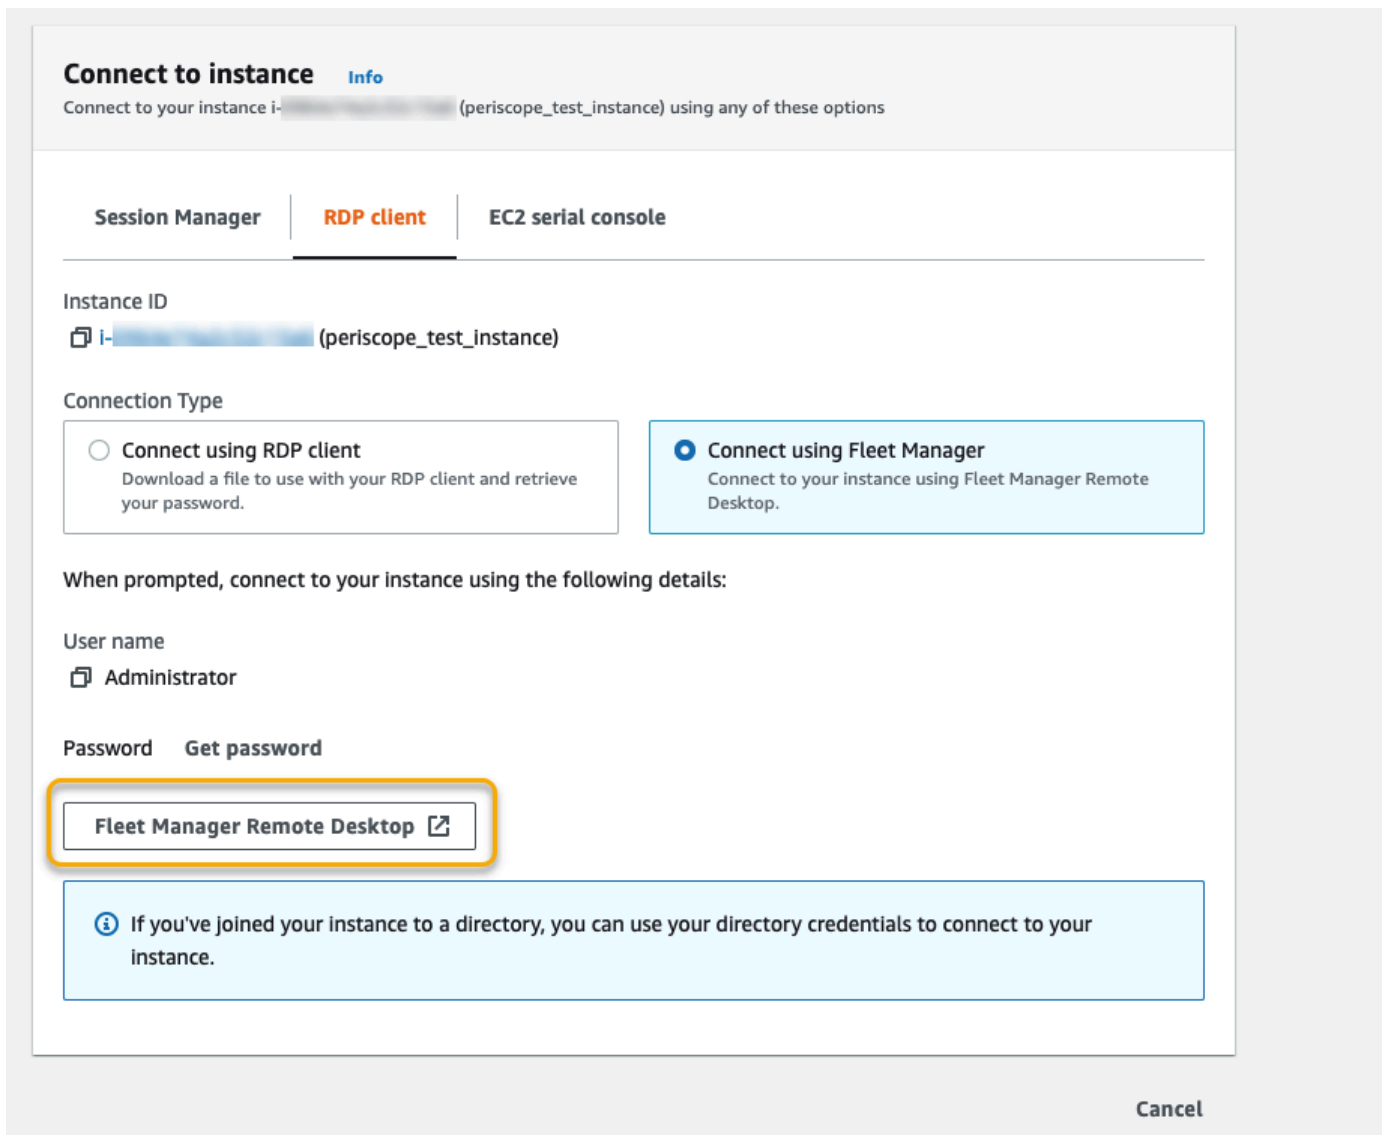 Connect to instance Info
Connect to your instance i- (periscope_test_instance) using any of these options
Session Manager RDP client EC2 serial console
Instance ID
i- (periscope_test_instance)
Connection Type
Connect using RDP client
Download a file to use with your RDP client and retrieve
your password.
Connect using Fleet Manager
Connect to your instance using Fleet Manager Remote
Desktop.
When prompted, connect to your instance using the following details:
User name
Administrator
Password Get password
Fleet Manager Remote Desktop
If you've joined your instance to a directory, you can use your directory credentials to connect to your
instance.
Cancel